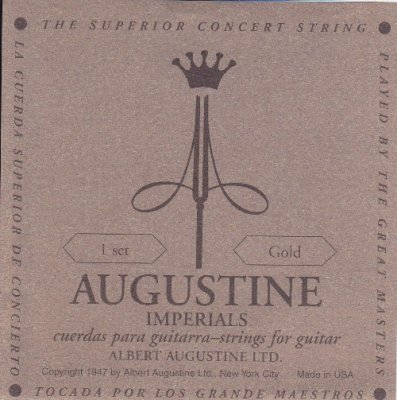 THE SUPERIOR CONCERT STRING
LA CUERDA SUPERIOR DE CONCIERTO
PLAYED BY THE GREAT MASTERS
1 set
Gold
AUGUSTINE
IMPERIALS
cuerdas para guitarra–strings for guitar
ALBERT AUGUSTINE LTD.
Copyright 1947 by Albert Augustine Ltd., New York City Made in USA
TOCADA POR LOS GRANDE MAESTROS